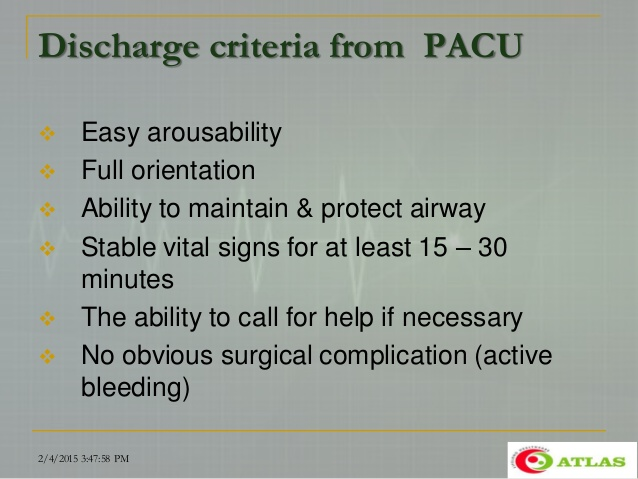 Discharge criteria from PACU
Easy arousability
Full orientation
Ability to maintain & protect airway
Stable vital signs for at least 15 – 30
minutes
The ability to call for help if necessary
No obvious surgical complication (active
bleeding)
2/4/2015 3:47:58 PM
ATLAS